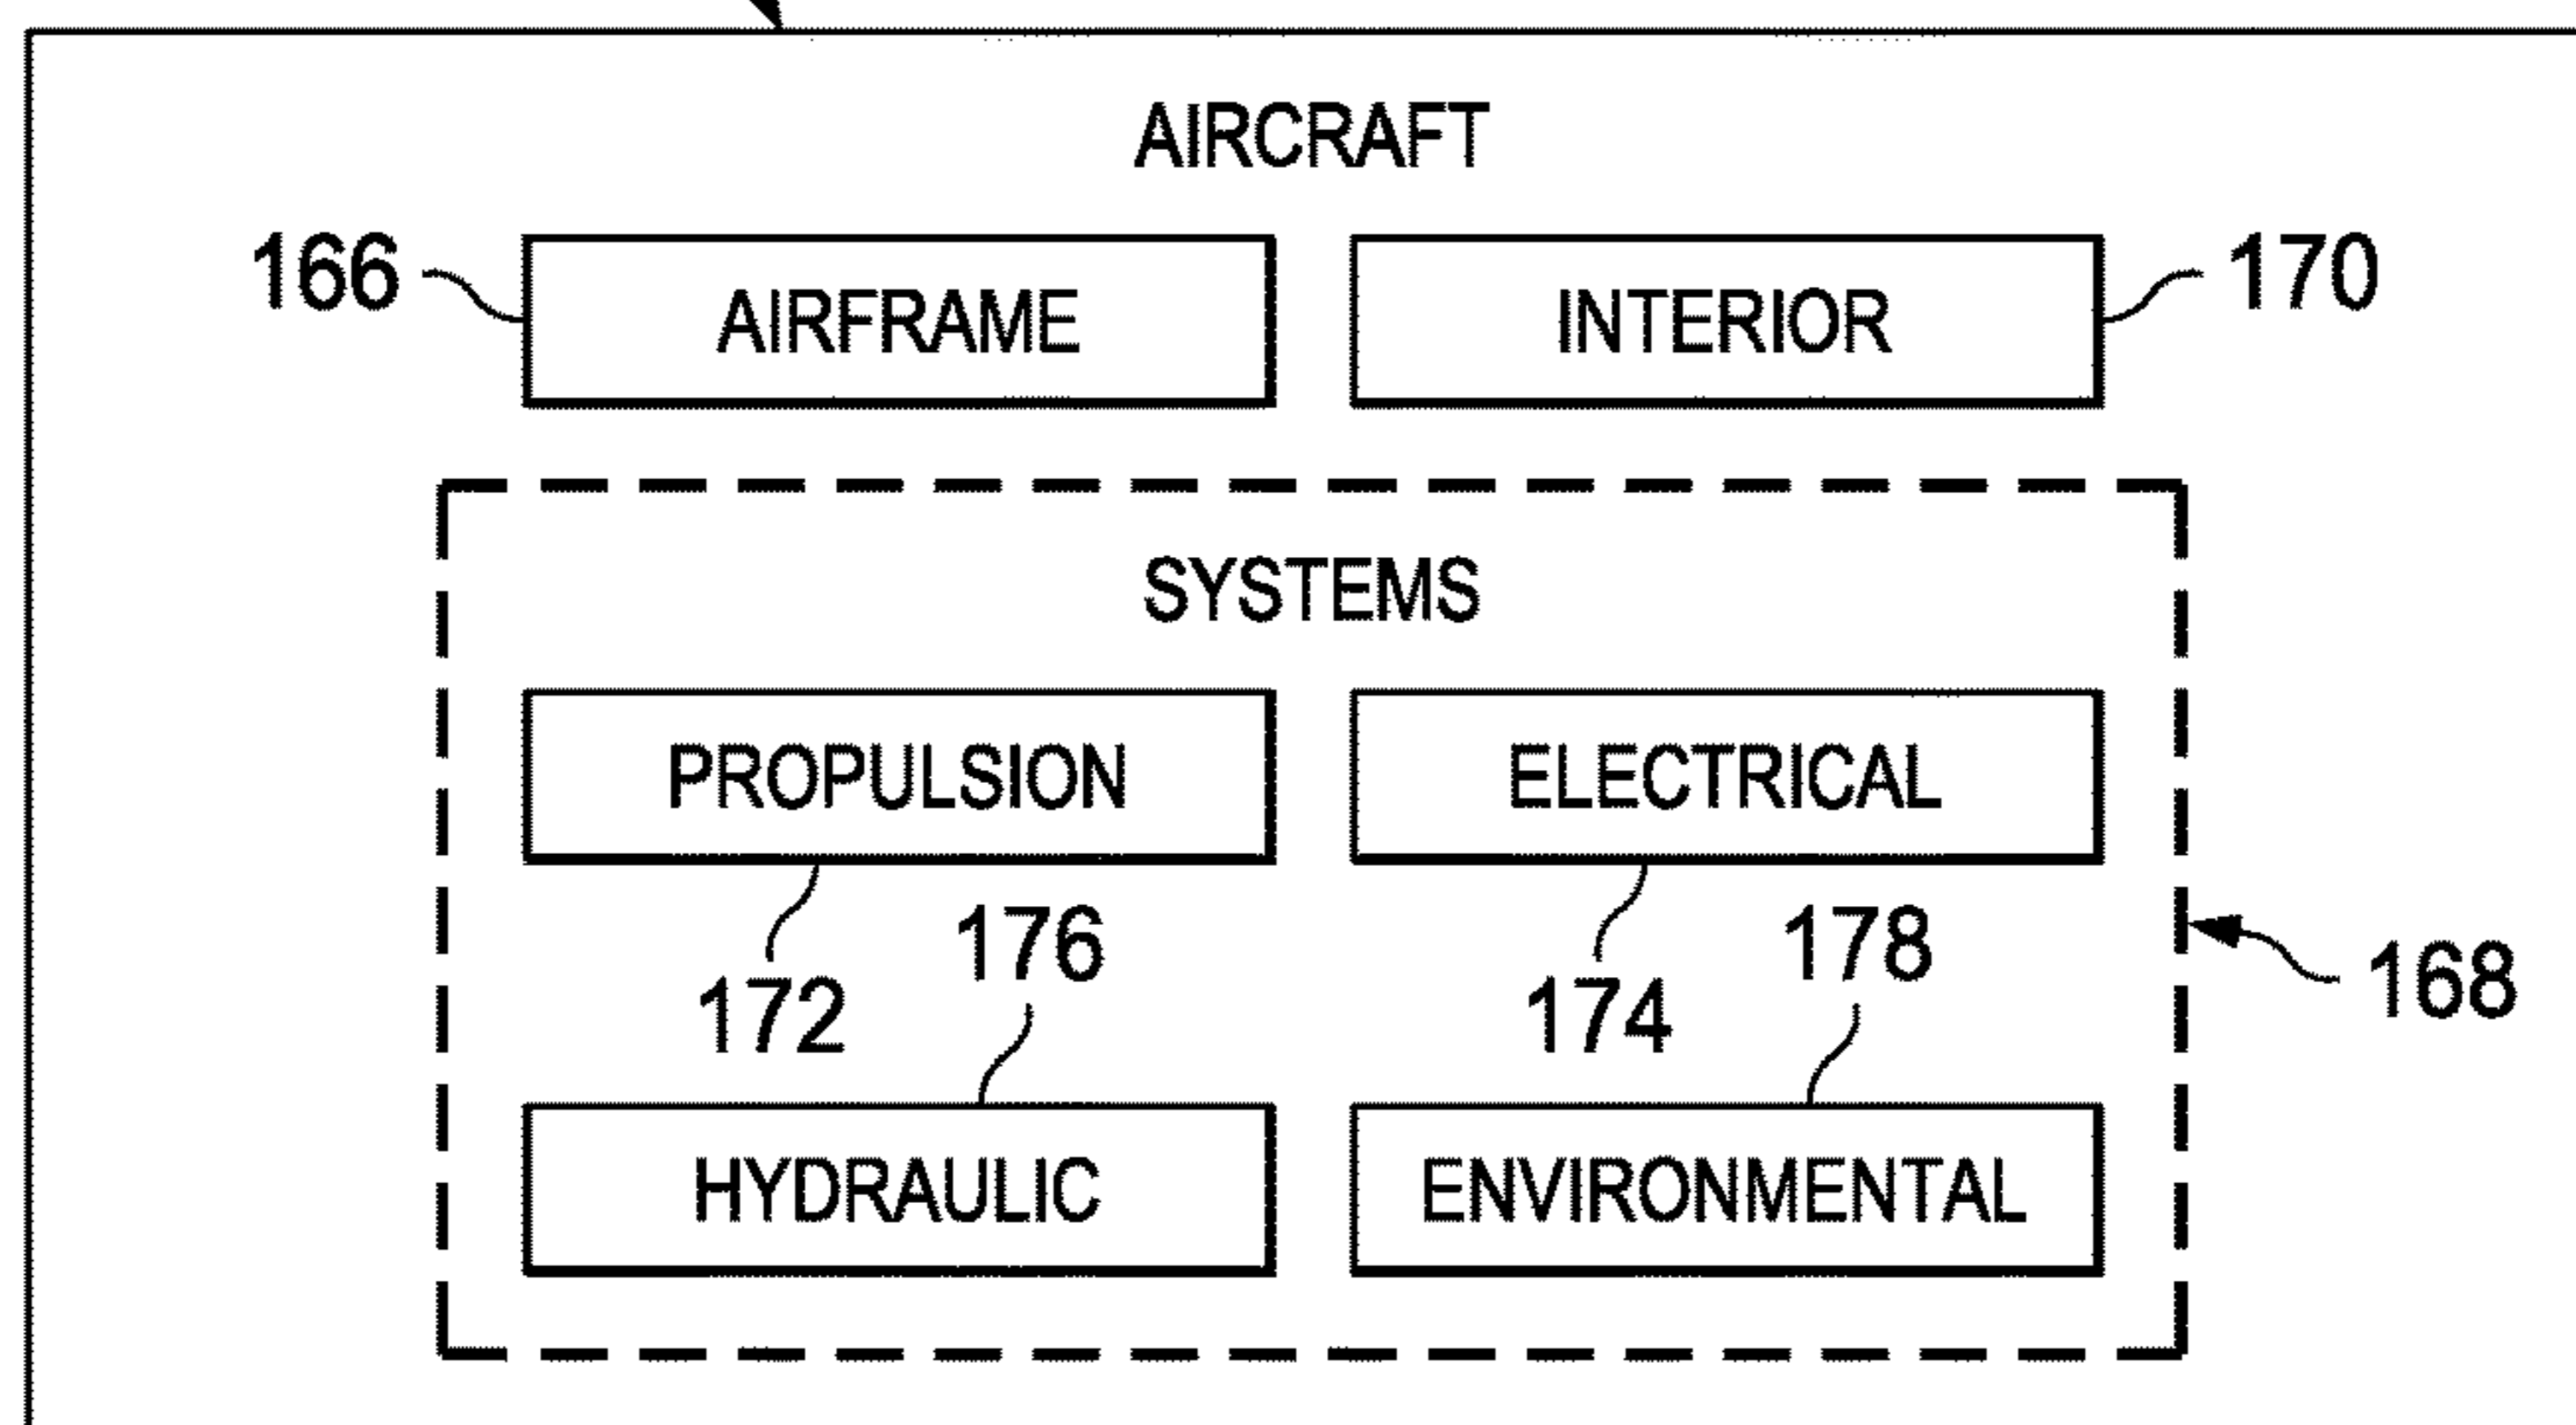 AIRCRAFT
166 AIRFRAME INTERIOR 170
SYSTEMS
PROPULSION ELECTRICAL
176 178
172 174 168
HYDRAULIC ENVIRONMENTAL